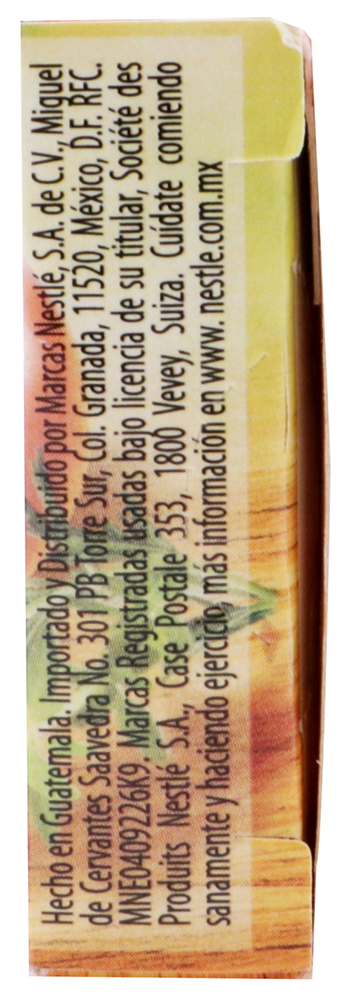 Hecho en Guatemala. Importado y Distribuido por Marcas Nestlé, S.A. de C.V., Miguel
de Cervantes Saavedra No. 301 PB Torre Sur, Col. Granada, 11520, México, D.F. RFC.
MNE0409226K9. Marcas Registradas usadas bajo licencia de su titular, Société des
Produits Nestlé S.A., Case Postale 353, 1800 Vevey, Suiza. Cuídate comiendo
sanamente y haciendo ejercicio, más información en www. nestle.com.mx